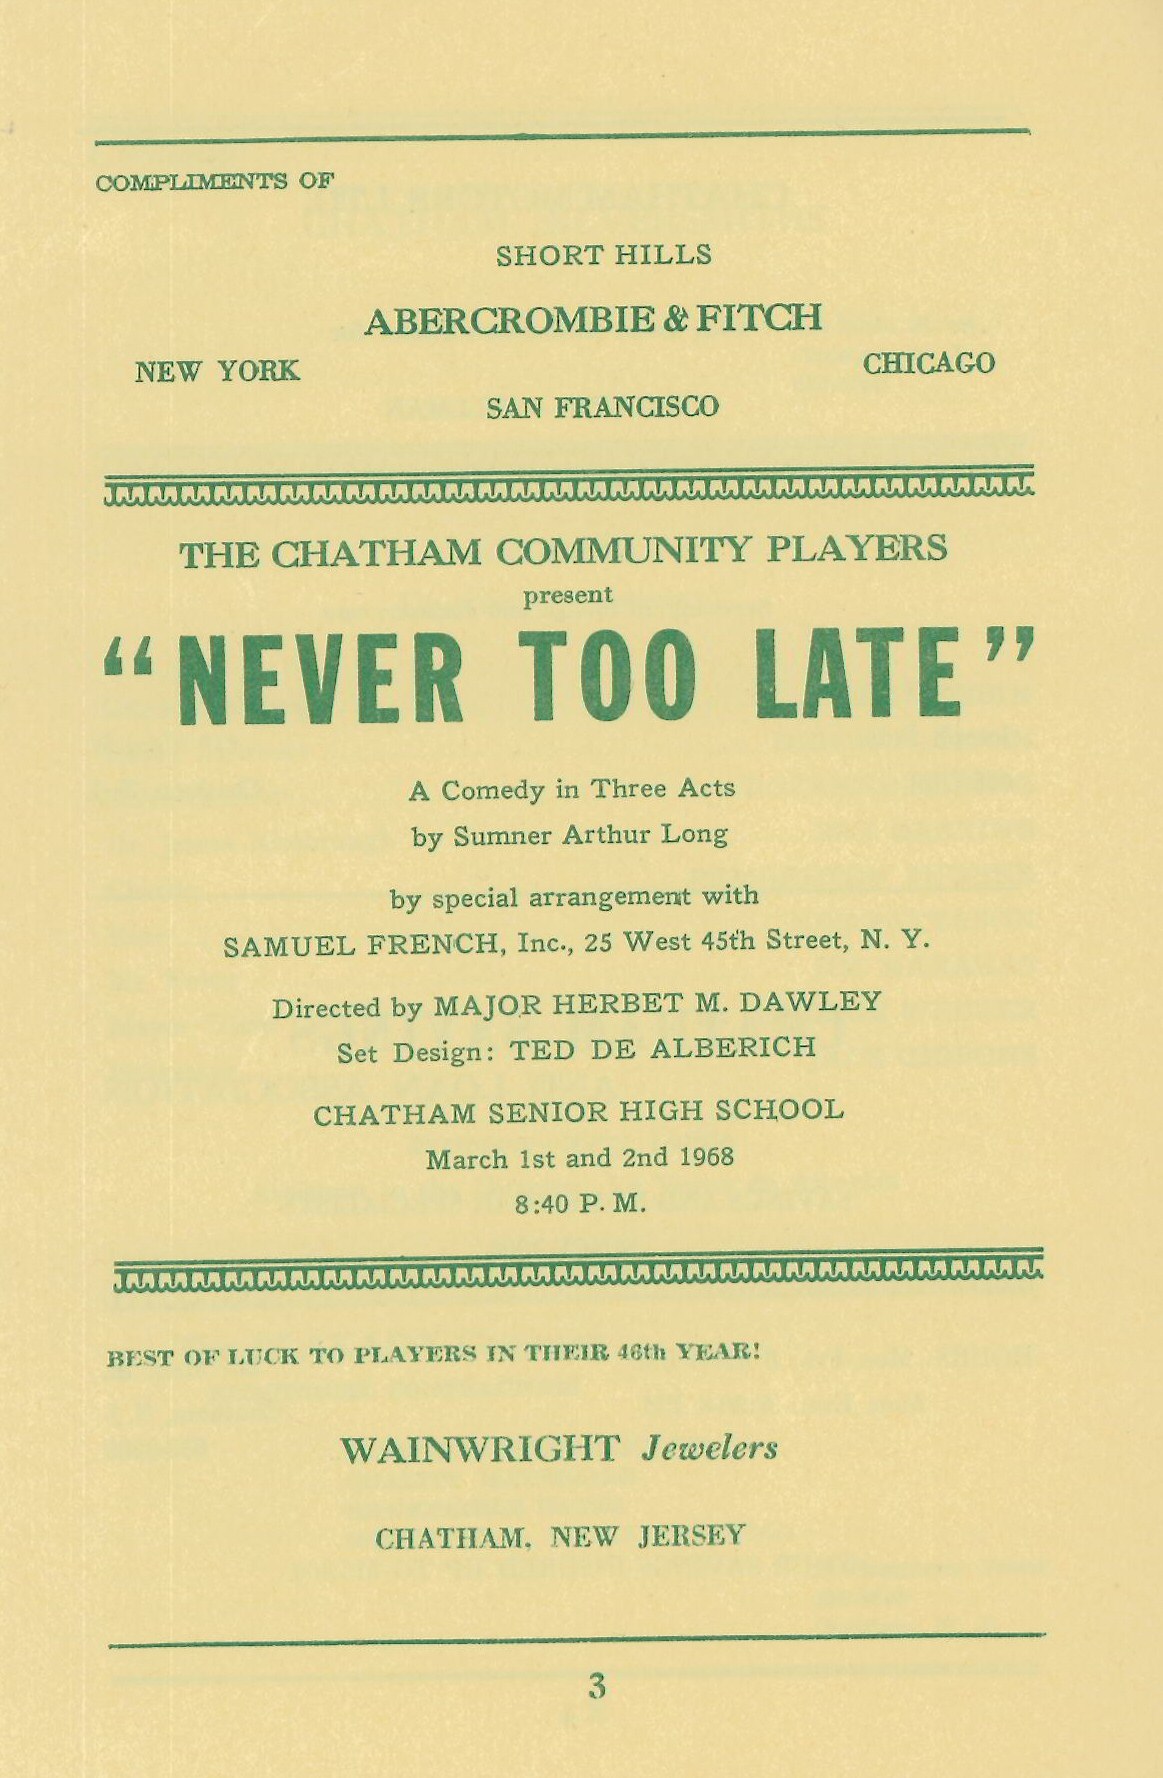 COMPLIMENTS OF
SHORT HILLS
ABERCROMBIE & FITCH
NEW YORK
CHICAGO
SAN FRANCISCO
THE CHATHAM COMMUNITY PLAYERS
present
“NEVER TOO LATE”
A Comedy in Three Acts
by Sumner Arthur Long
by special arrangement with
SAMUEL FRENCH, Inc., 25 West 45th Street, N. Y.
Directed by MAJOR HERBET M. DAWLEY
Set Design: TED DE ALBERICH
CHATHAM SENIOR HIGH SCHOOL
March 1st and 2nd 1968
8:40 P. M.
BEST OF LUCK TO PLAYERS IN THEIR 46th YEAR!
WAINWRIGHT Jewelers
CHATHAM, NEW JERSEY
3